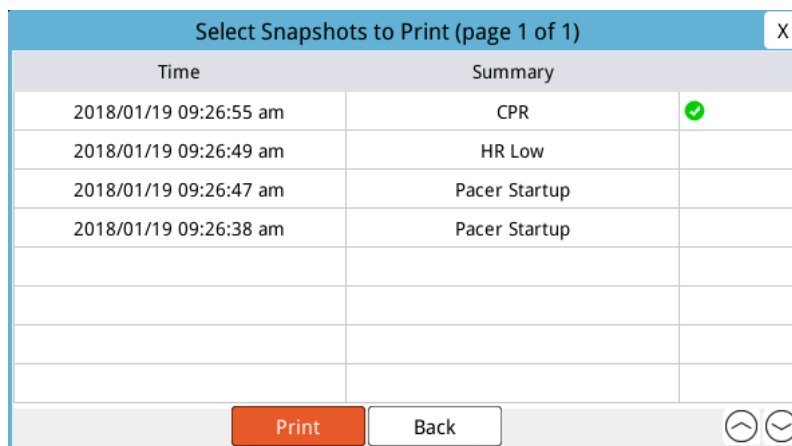 Select Snapshots to Print (page 1 of 1) X
Time Summary
2018/01/19 09:26:55 am CPR
2018/01/19 09:26:49 am HR Low
2018/01/19 09:26:47 am Pacer Startup
2018/01/19 09:26:38 am Pacer Startup
Print Back